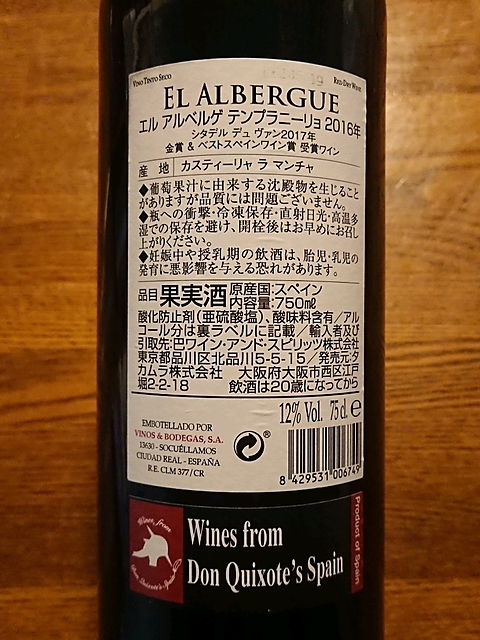 VINO TINTO SECO
RED DRY WINE
EL ALBERGUE
エル アルベルゲ テンプラニーリョ 2016年
シタデル デュ ヴァン2017年
金賞 & ベストスペインワイン賞 受賞ワイン
産 地 カスティーリャ ラ マンチャ
◆葡萄果汁に由来する沈殿物を生じること
がありますが品質には問題ございません。
◆瓶への衝撃・冷凍保存・直射日光・高温多
湿での保存を避け、開栓後はお早めにお召し
上がりください。
◆妊娠中や授乳期の飲酒は、胎児・乳児の
発育に悪影響を与える恐れがあります。
品目 果実酒 原産国:スペイン
内容量:750㎖
酸化防止剤(亜硫酸塩)、酸味料含有/アル
コール分は裏ラベルに記載/輸入者及び
引取先:巴ワイン・アンド・スピリッツ株式会社
東京都品川区北品川5-5-15/発売元:タ
カムラ株式会社 大阪府大阪市西区江戸
堀2-2-18 飲酒は20歳になってから
12% Vol. 75 cl. e
EMBOTELLADO POR
VINOS & BODEGAS, S.A.
13630 - SOCUÉLLAMOS
CIUDAD REAL - ESPAÑA
R.E. CLM 377/CR
®
8 429531 006749
Wines from
Don Quixote's Spain
Wines from
Don Quixote's Spain
Product of Spain